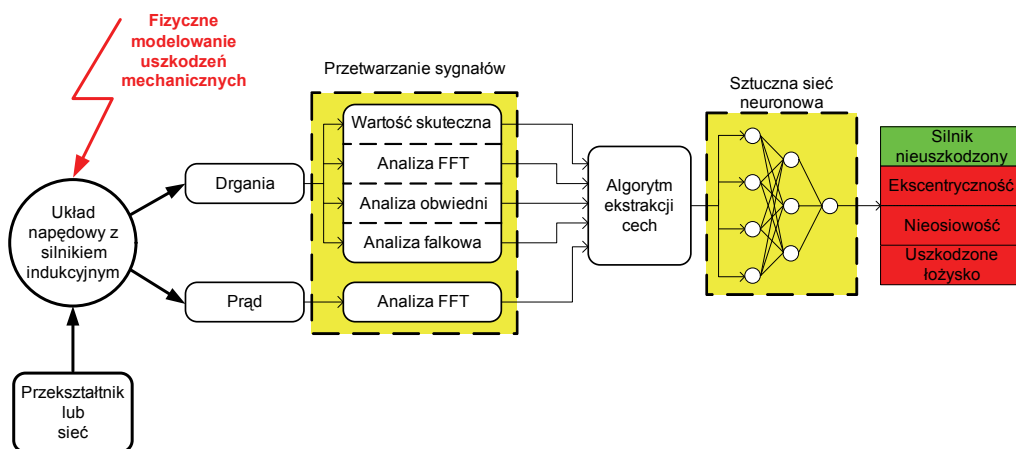 Fizyczne
modelowanie
uszkodzeń
mechanicznych
Przetwarzanie sygnałów
Sztuczna sieć
neuronowa
Wartość skuteczna
Analiza FFT
Analiza obwiedni
Analiza falkowa
Analiza FFT
Drgania
Prąd
Układ
napędowy z
silnikiem
indukcyjnym
Przekształtnik
lub
sieć
Algorytm
ekstrakcji
cech
Silnik
nieuszkodzony
Ekscentryczność
Nieosiowość
Uszkodzone
łożysko